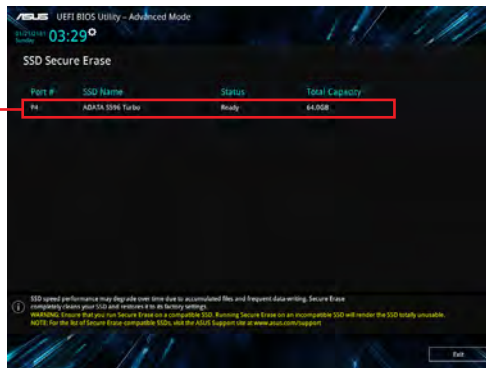 ASUS UEFI BIOS Utility – Advanced Mode
Sunday 03:29
SSD Secure Erase
Port # SSD Name Status Total Capacity
P4 ADATA S596 Turbo Ready 64.0GB
SSD speed performance may degrade over time due to accumulated files and frequent data writing. Secure Erase
completely cleans your SSD and restores it to its factory settings.
WARNING: Ensure that you run Secure Erase on a compatible SSD. Running Secure Erase on an incompatible SSD will render the SSD totally unusable.
NOTE: For the list of Secure Erase-compatible SSDs, visit the ASUS Support site at www.asus.com/support
Exit